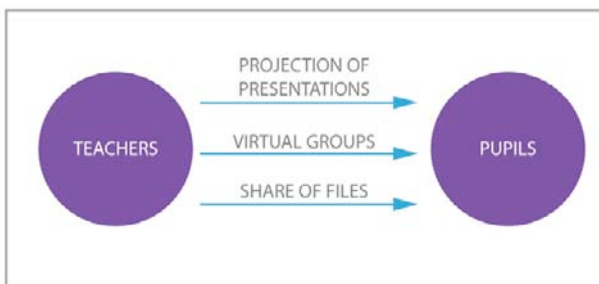 PROJECTION OF
PRESENTATIONS
TEACHERS
VIRTUAL GROUPS
PUPILS
SHARE OF FILES